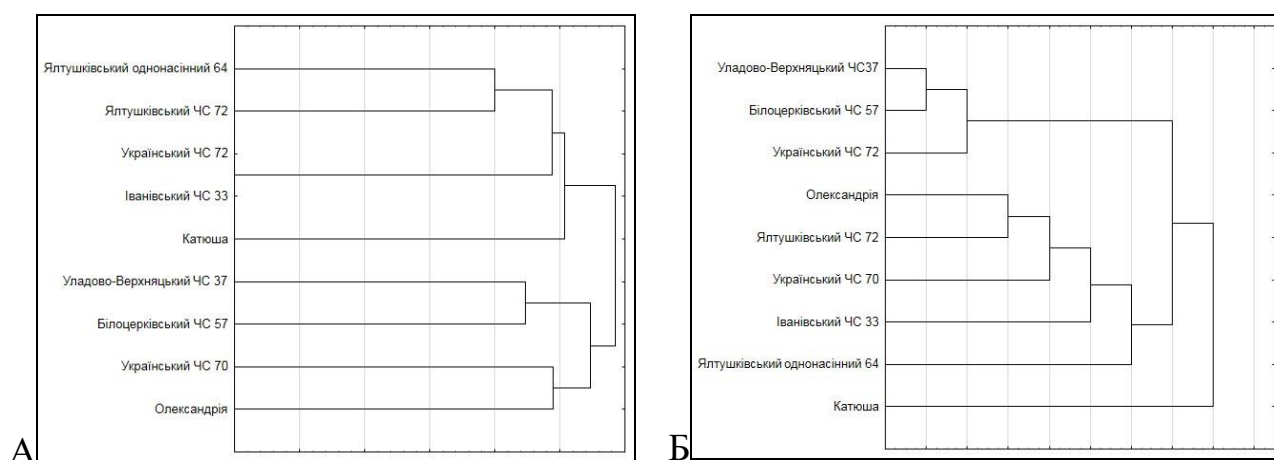 Ялтушківський однонасінний 64
Ялтушківський ЧС 72
Український ЧС 72
Іванівський ЧС 33
Катюша
Уладово-Верхняцький ЧС 37
Білоцерківський ЧС 57
Український ЧС 70
Олександрія
А
Уладово-Верхняцький ЧС37
Білоцерківський ЧС 57
Український ЧС 72
Олександрія
Ялтушківський ЧС 72
Український ЧС 70
Іванівський ЧС 33
Ялтушківський однонасінний 64
Катюша
Б